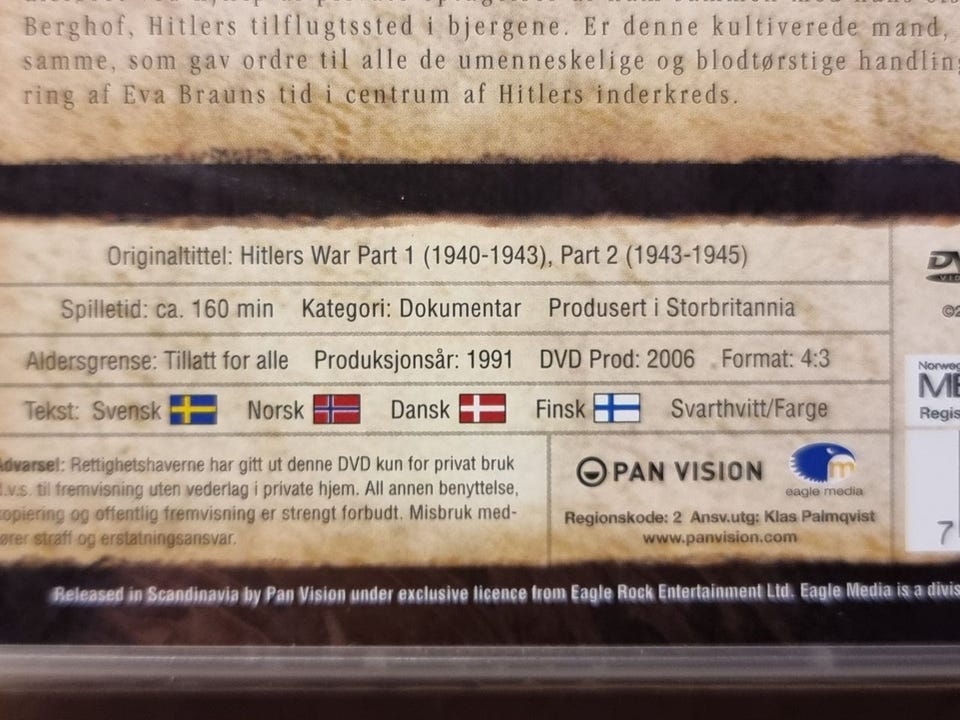 Berghof, Hitlers tilflugtssted i bjergene. Er denne kultiverede mand,
samme, som gav ordre til alle de umenneskelige og blodtørstige
ring af Eva Brauns tid i centrum af Hitlers inderkreds.
Originaltittel: Hitlers War Part 1 (1940-1943), Part 2 (1943-1945)
Spilletid: ca. 160 min Kategori: Dokumentar Produsert i Storbritannia
Aldersgrense: Tillatt for alle Produksjonsår: 1991 DVD Prod: 2006 Format: 4:3
Tekst: Svensk Norsk Dansk Finsk Svarthvitt/Farge
Advarsel: Rettighetshaverne har gitt ut denne DVD kun for privat bruk
d.v.s. til fremvisning uten vederlag i private hjem. All annen benyttelse,
kopiering og offentlig fremvisning er strengt forbudt. Misbruk med-
fører straff og erstatningsansvar.
PAN VISION
eagle media
Regionskode: 2 Ansv.utg: Klas Palmqvist
www.panvision.com
Released in Scandinavia by Pan Vision under exclusive licence from Eagle Rock Entertainment Ltd. Eagle Media is a